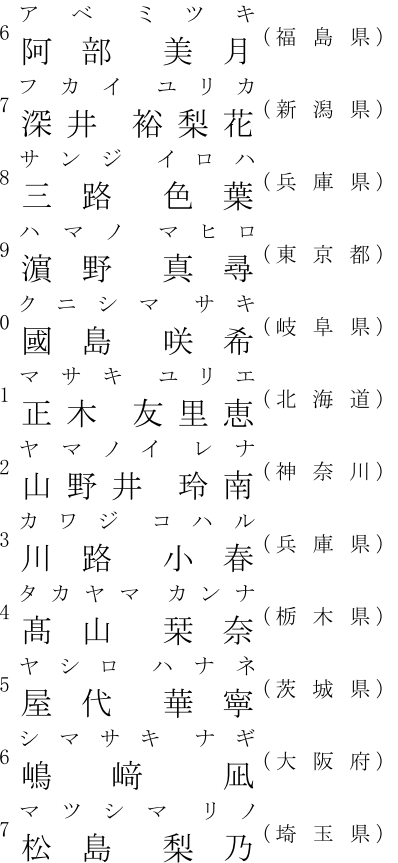 アベ ミツキ
6 阿部 美月 (福島県)
フカイ ユリカ
7 深井 裕梨花 (新潟県)
サンジ イロハ
8 三路 色葉 (兵庫県)
ハマノ マヒロ
9 濵野 真尋 (東京都)
クニシマ サキ
0 國島 咲希 (岐阜県)
マサキ ユリエ
1 正木 友里恵 (北海道)
ヤマノイ レナ
2 山野井 玲南 (神奈川)
カワジ コハル
3 川路 小春 (兵庫県)
タカヤマ カンナ
4 髙山 栞奈 (栃木県)
ヤシロ ハナネ
5 屋代 華寧 (茨城県)
シマサキ ナギ
6 嶋﨑 凪 (大阪府)
マツシマ リノ
7 松島 梨乃 (埼玉県)